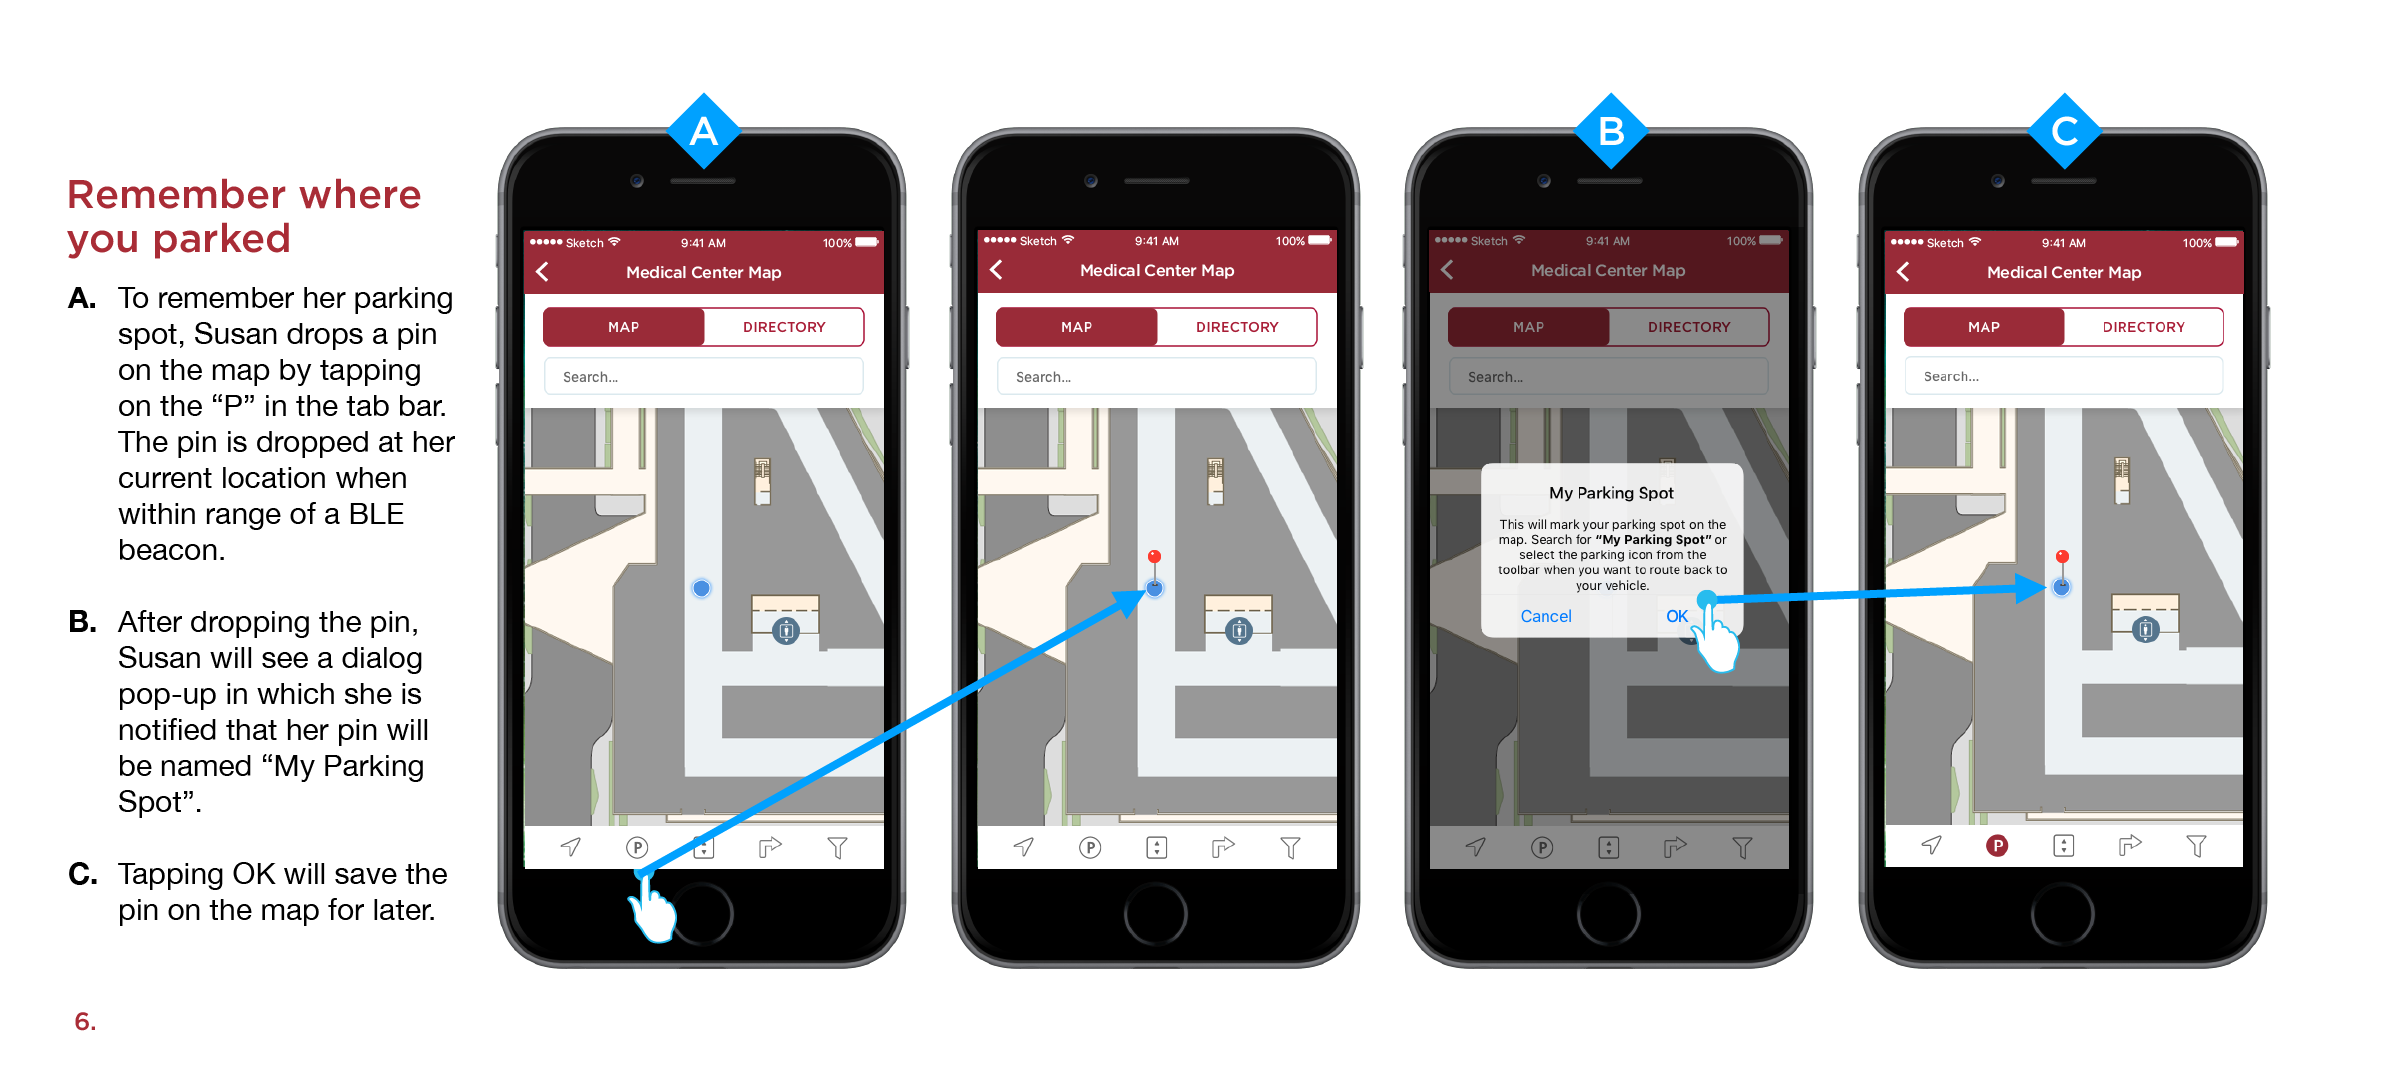 Remember where
you parked
A. To remember her parking
spot, Susan drops a pin
on the map by tapping
on the “P” in the tab bar.
The pin is dropped at her
current location when
within range of a BLE
beacon.
B. After dropping the pin,
Susan will see a dialog
pop-up in which she is
notified that her pin will
be named “My Parking
Spot”.
C. Tapping OK will save the
pin on the map for later.
6.
A
Sketch 9:41 AM 100%
Medical Center Map
MAP DIRECTORY
Search...
P
Sketch 9:41 AM 100%
Medical Center Map
MAP DIRECTORY
Search...
P
B
Sketch 9:41 AM 100%
Medical Center Map
MAP DIRECTORY
Search...
My Parking Spot
This will mark your parking spot on the
map. Search for “My Parking Spot” or
select the parking icon from the
toolbar when you want to route back to
your vehicle.
Cancel OK
P
C
Sketch 9:41 AM 100%
Medical Center Map
MAP DIRECTORY
Search...
P